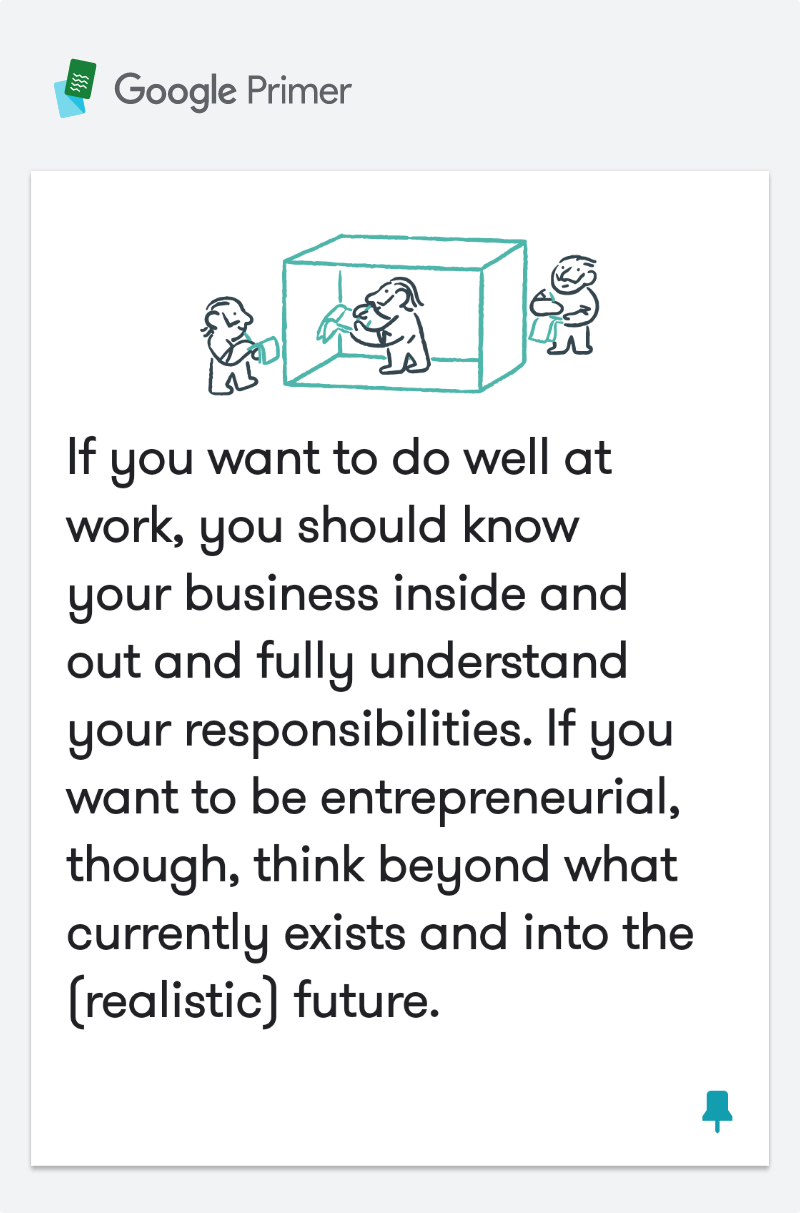 Google Primer
If you want to do well at
work, you should know
your business inside and
out and fully understand
your responsibilities. If you
want to be entrepreneurial,
though, think beyond what
currently exists and into the
(realistic) future.